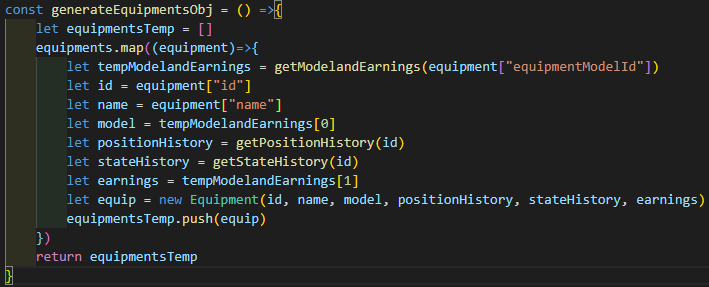 const generateEquipmentsObj = () =>{
    let equipmentsTemp = []
    equipments.map((equipment)=>{
        let tempModelandEarnings = getModelandEarnings(equipment["equipmentModelId"])
        let id = equipment["id"]
        let name = equipment["name"]
        let model = tempModelandEarnings[0]
        let positionHistory = getPositionHistory(id)
        let stateHistory = getStateHistory(id)
        let earnings = tempModelandEarnings[1]
        let equip = new Equipment(id, name, model, positionHistory, stateHistory, earnings)
        equipmentsTemp.push(equip)
    })
    return equipmentsTemp
}